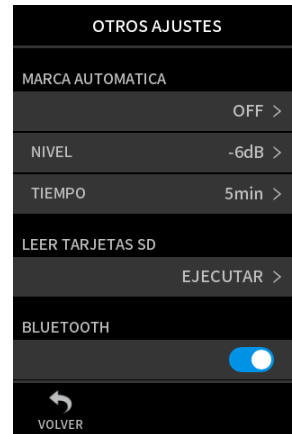 OTROS AJUSTES
MARCA AUTOMATICA
OFF >
NIVEL -6dB >
TIEMPO 5min >
LEER TARJETAS SD
EJECUTAR >
BLUETOOTH
VOLVER